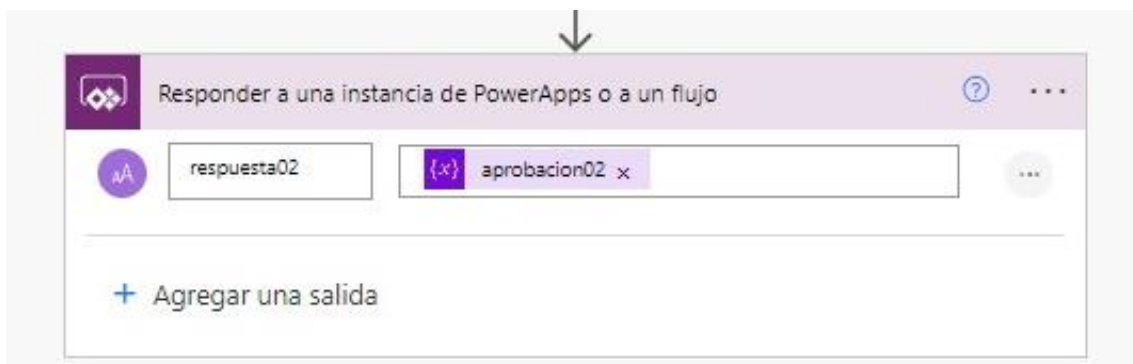 Responder a una instancia de PowerApps o a un flujo
respuesta02 {x} aprobacion02 ×
+ Agregar una salida